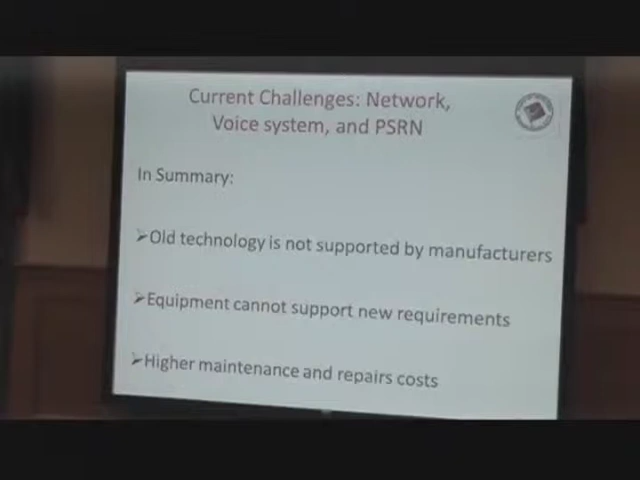 Current Challenges: Network,
Voice system, and PSRN
In Summary:
➢Old technology is not supported by manufacturers
➢Equipment cannot support new requirements
➢Higher maintenance and repairs costs